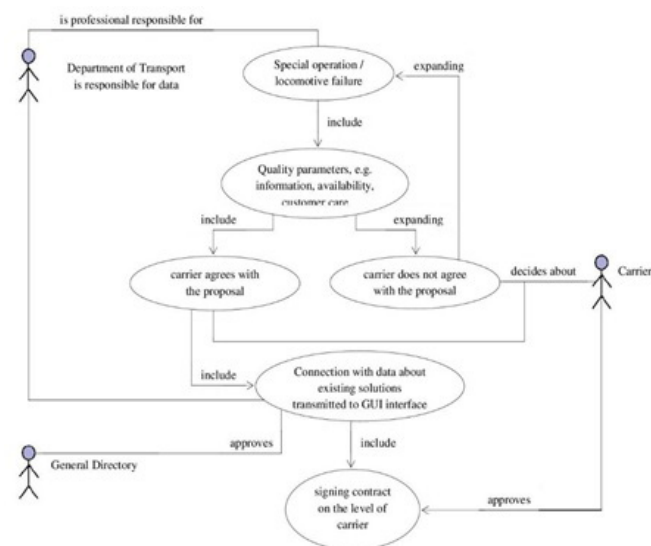 is professional responsible for
Department of Transport
is responsible for data
Special operation /
locomotive failure
expanding
include
Quality parameters, e.g.
information, availability,
customer care
include
expanding
carrier agrees with
the proposal
carrier does not agree
with the proposal
decides about
Carrier
include
Connection with data about
existing solutions
transmitted to GUI interface
approves
include
General Directory
signing contract
on the level of
carrier
approves